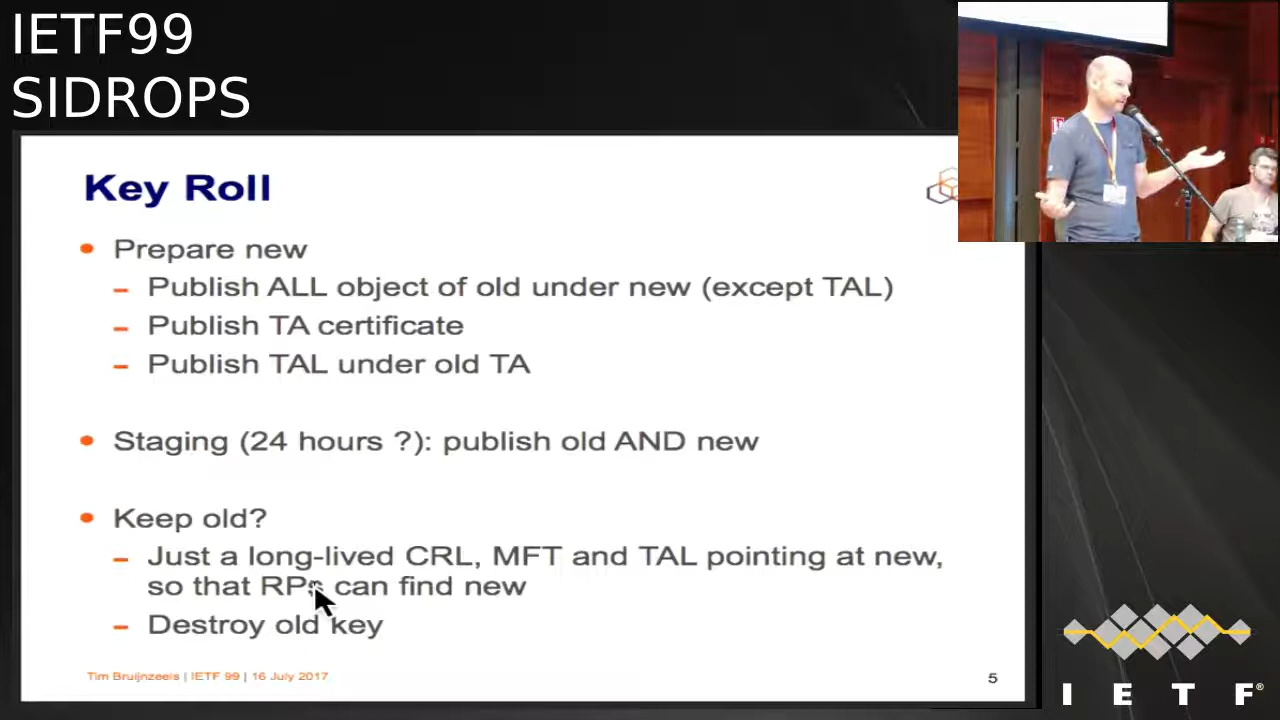 IETF99
SIDROPS
Key Roll
Prepare new
Publish ALL object of old under new (except TAL)
Publish TA certificate
Publish TAL under old TA
Staging (24 hours ?): publish old AND new
Keep old?
Just a long-lived CRL, MFT and TAL pointing at new,
so that RPs can find new
Destroy old key
Tim Bruijnzeels | IETF 99 | 16 July 2017
5
I E T F®